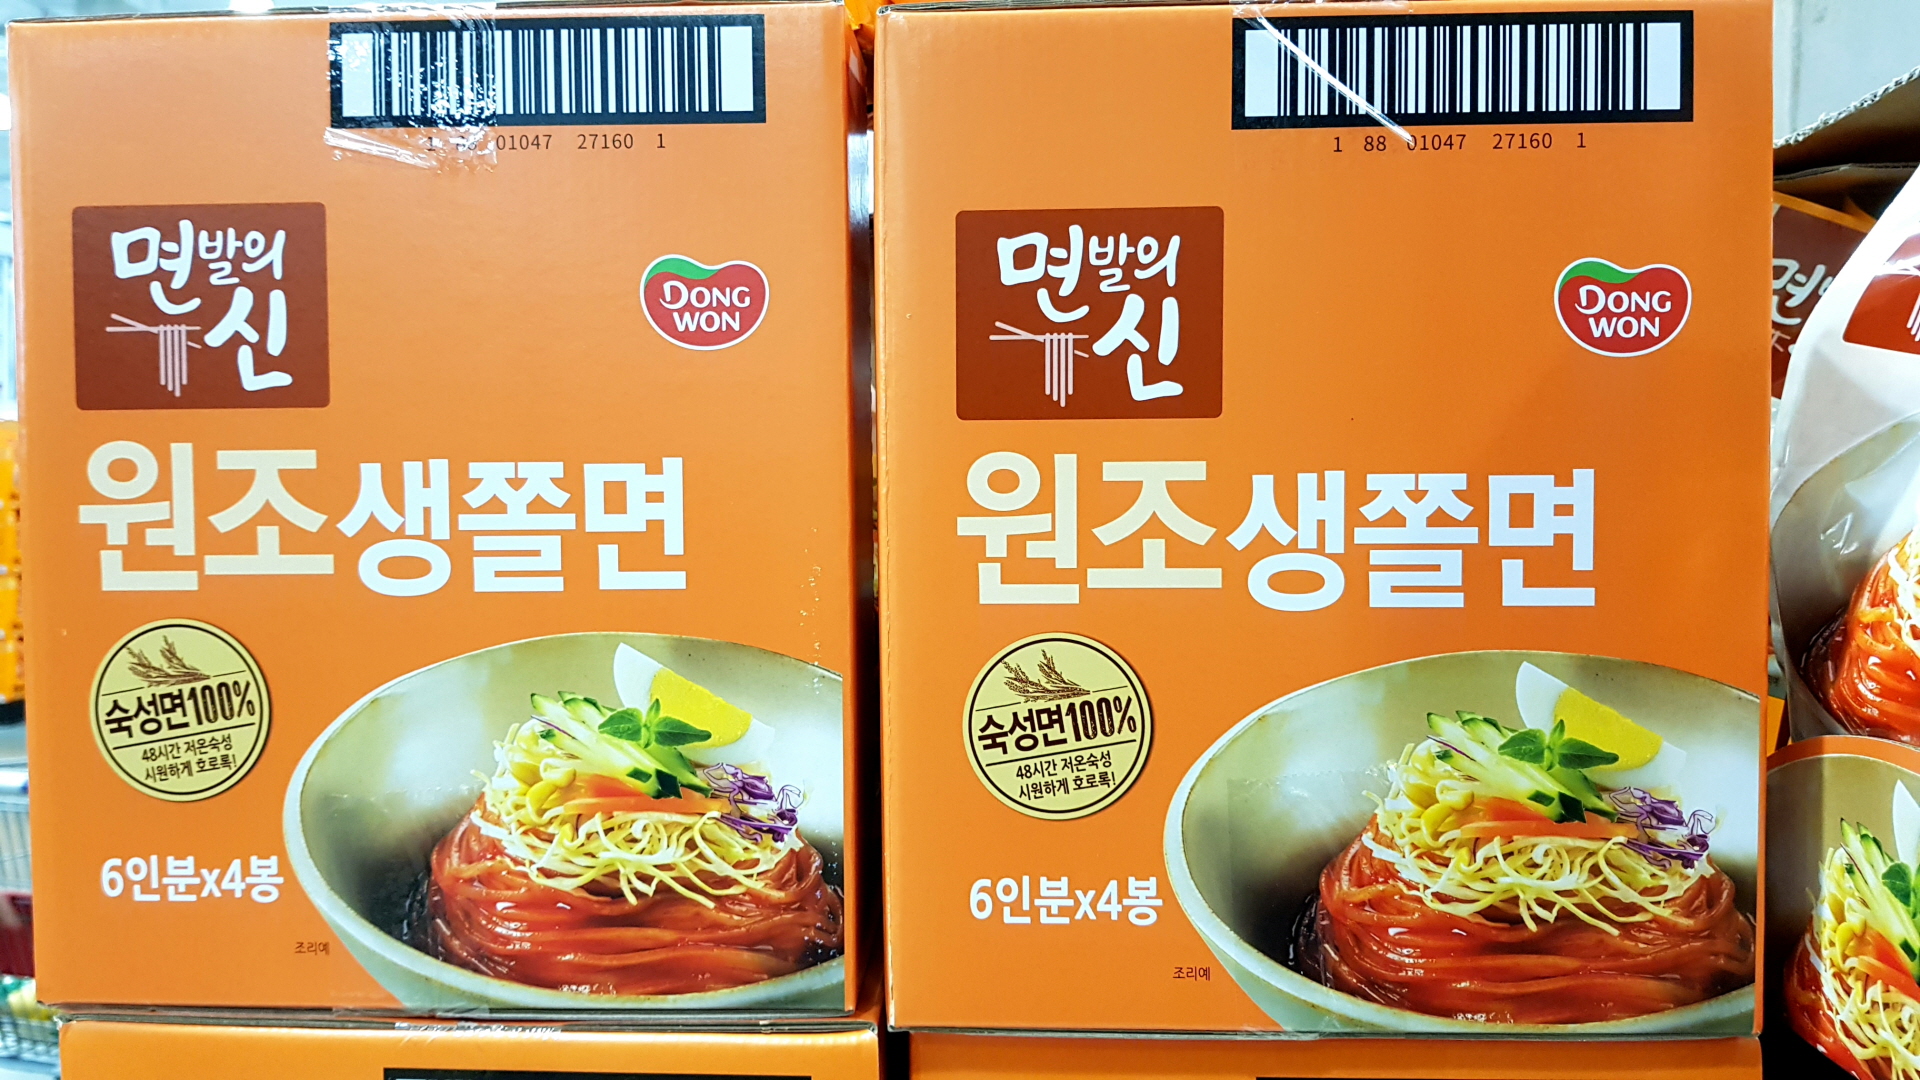 01047 27160 1
면발의
신
DONG
WON
원조생쫄면
숙성면100%
48시간 저온숙성
시원하게 호로록!
6인분x4봉
조리예
1 88 01047 27160 1
면발의
신
DONG
WON
원조생쫄면
숙성면100%
48시간 저온숙성
시원하게 호로록!
6인분x4봉
조리예